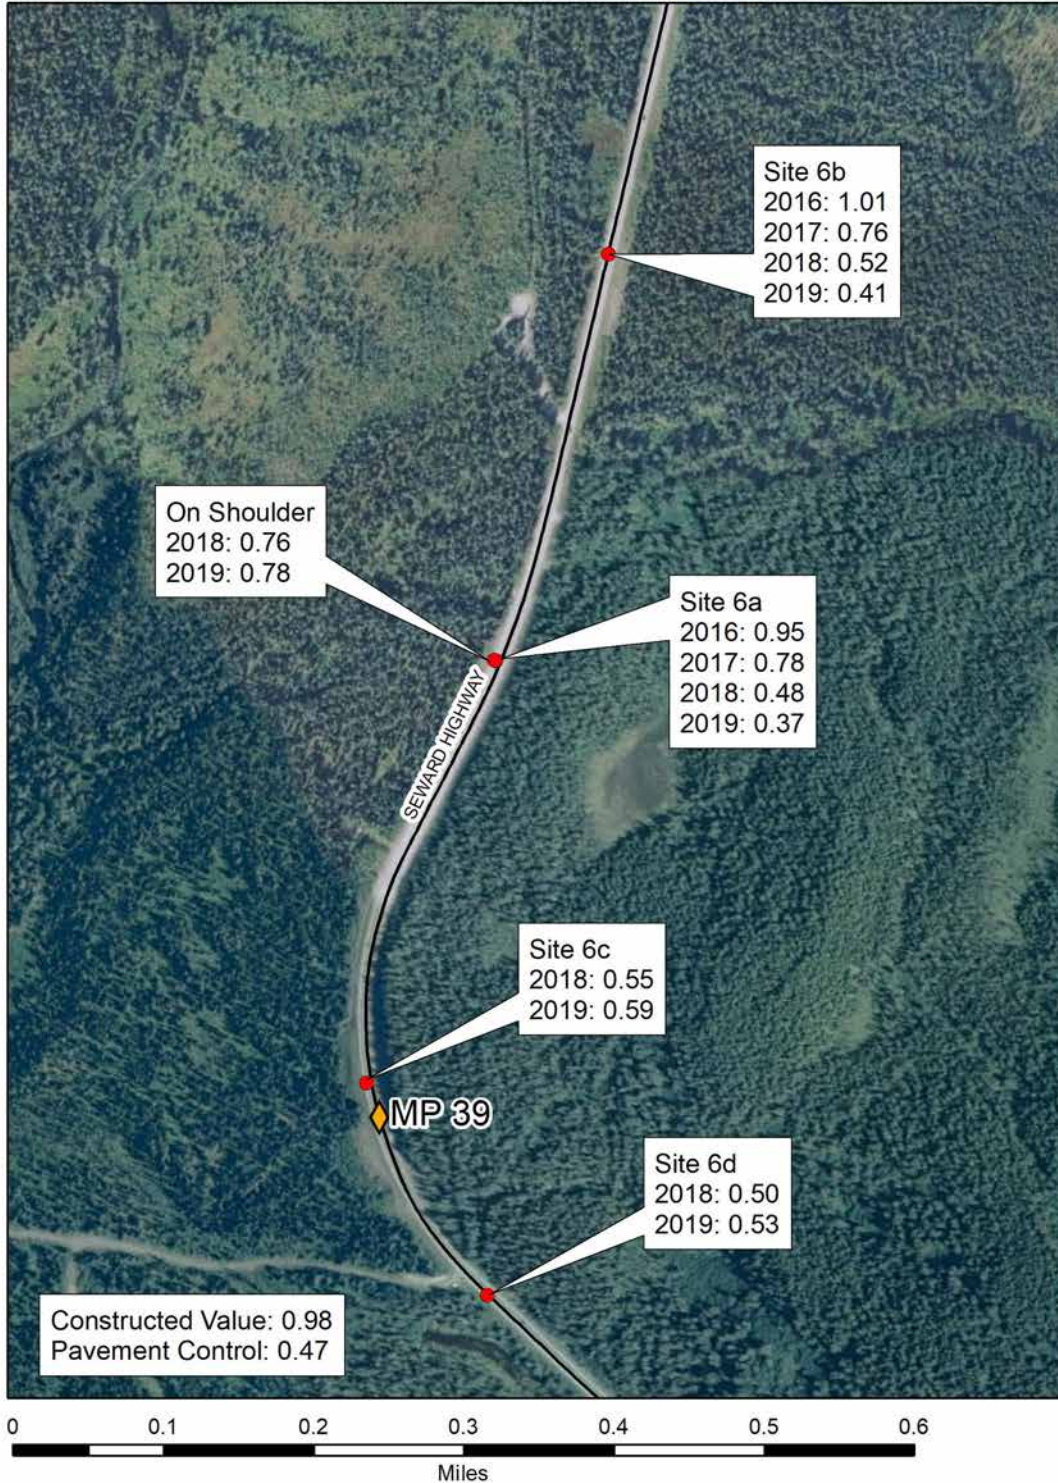 Site 6b
2016: 1.01
2017: 0.76
2018: 0.52
2019: 0.41
On Shoulder
2018: 0.76
2019: 0.78
Site 6a
2016: 0.95
2017: 0.78
2018: 0.48
2019: 0.37
SEWARD HIGHWAY
Site 6c
2018: 0.55
2019: 0.59
MP 39
Site 6d
2018: 0.50
2019: 0.53
Constructed Value: 0.98
Pavement Control: 0.47
0 0.1 0.2 0.3 0.4 0.5 0.6
Miles